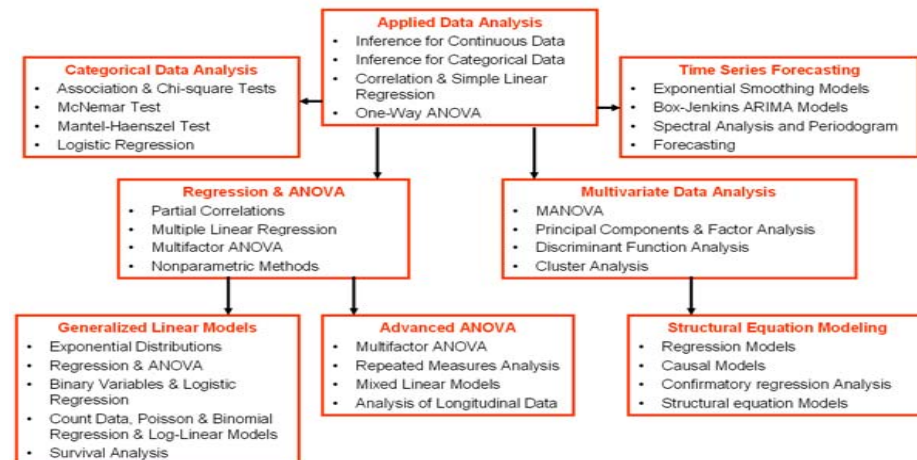 Applied Data Analysis
• Inference for Continuous Data
• Inference for Categorical Data
• Correlation & Simple Linear
Regression
• One-Way ANOVA
Categorical Data Analysis
• Association & Chi-square Tests
• McNemar Test
• Mantel-Haenszel Test
• Logistic Regression
Time Series Forecasting
• Exponential Smoothing Models
• Box-Jenkins ARIMA Models
• Spectral Analysis and Periodogram
• Forecasting
Regression & ANOVA
• Partial Correlations
• Multiple Linear Regression
• Multifactor ANOVA
• Nonparametric Methods
Multivariate Data Analysis
• MANOVA
• Principal Components & Factor Analysis
• Discriminant Function Analysis
• Cluster Analysis
Generalized Linear Models
• Exponential Distributions
• Regression & ANOVA
• Binary Variables & Logistic
Regression
• Count Data, Poisson & Binomial
Regression & Log-Linear Models
• Survival Analysis
Advanced ANOVA
• Multifactor ANOVA
• Repeated Measures Analysis
• Mixed Linear Models
• Analysis of Longitudinal Data
Structural Equation Modeling
• Regression Models
• Causal Models
• Confirmatory regression Analysis
• Structural equation Models